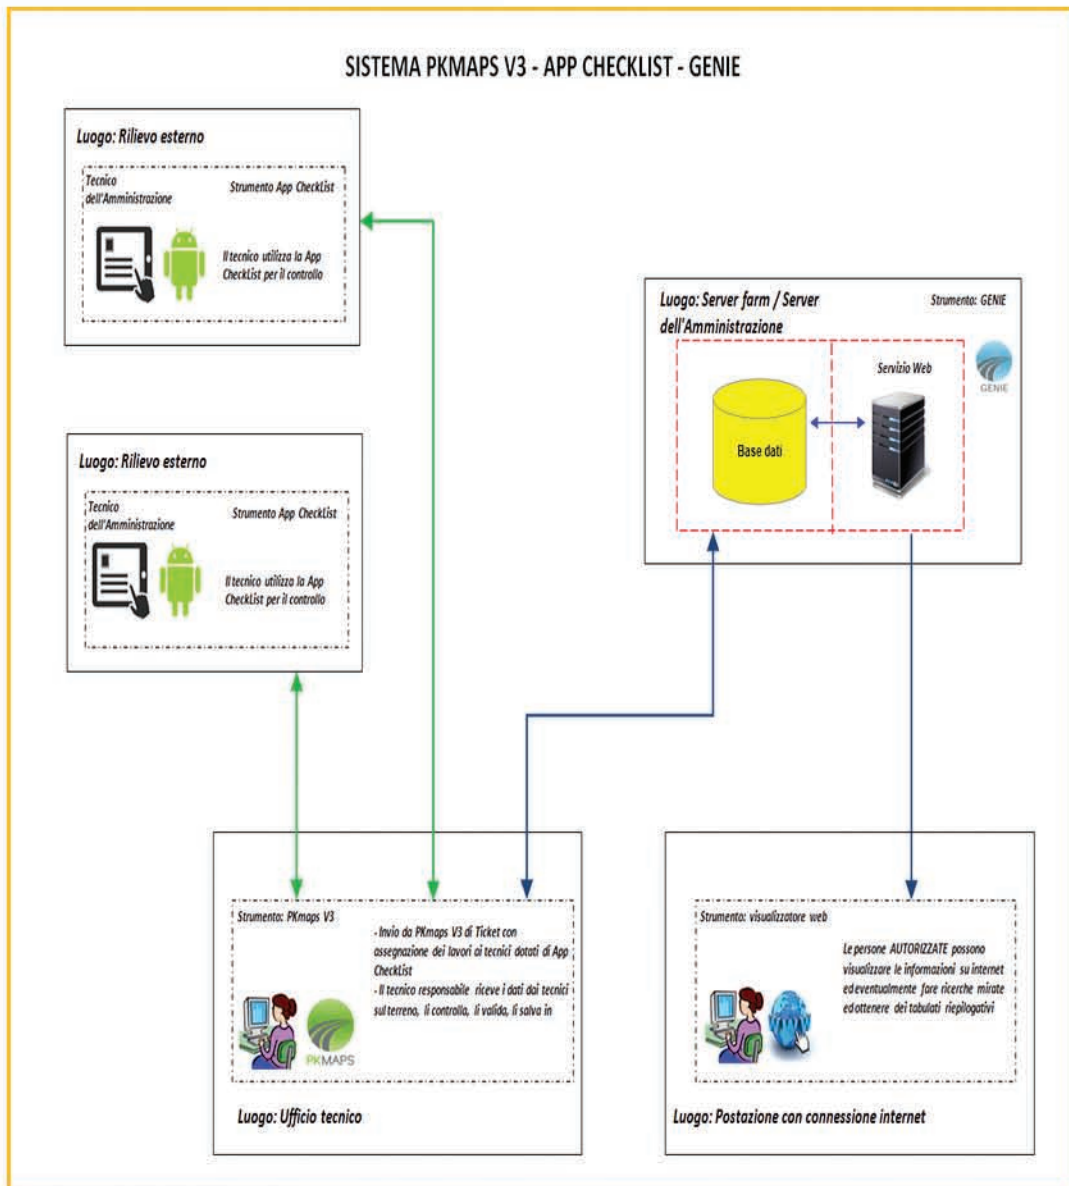 SISTEMA PKMAPS V3 - APP CHECKLIST - GENIE
Luogo: Rilievo esterno
Tecnico
dell'Amministrazione
Strumento App CheckList
Il tecnico utilizza la App
CheckList per il controllo
Luogo: Server farm / Server
dell'Amministrazione
Strumento: GENIE
Servizio Web
GENIE
Base dati
Luogo: Rilievo esterno
Tecnico
dell'Amministrazione
Strumento App CheckList
Il tecnico utilizza la App
CheckList per il controllo
Strumento: PKmaps V3
- Invio da PKmaps V3 di Ticket con
assegnazione dei lavori ai tecnici dotati di App
CheckList
- Il tecnico responsabile riceve i dati dai tecnici
sul terreno, li controlla, li valida, li salva in
PKMAPS
Luogo: Ufficio tecnico
Strumento: visualizzatore web
Le persone AUTORIZZATE possono
visualizzare le informazioni su internet
ed eventualmente fare ricerche mirate
ed ottenere dei tabulati riepilogativi
Luogo: Postazione con connessione internet